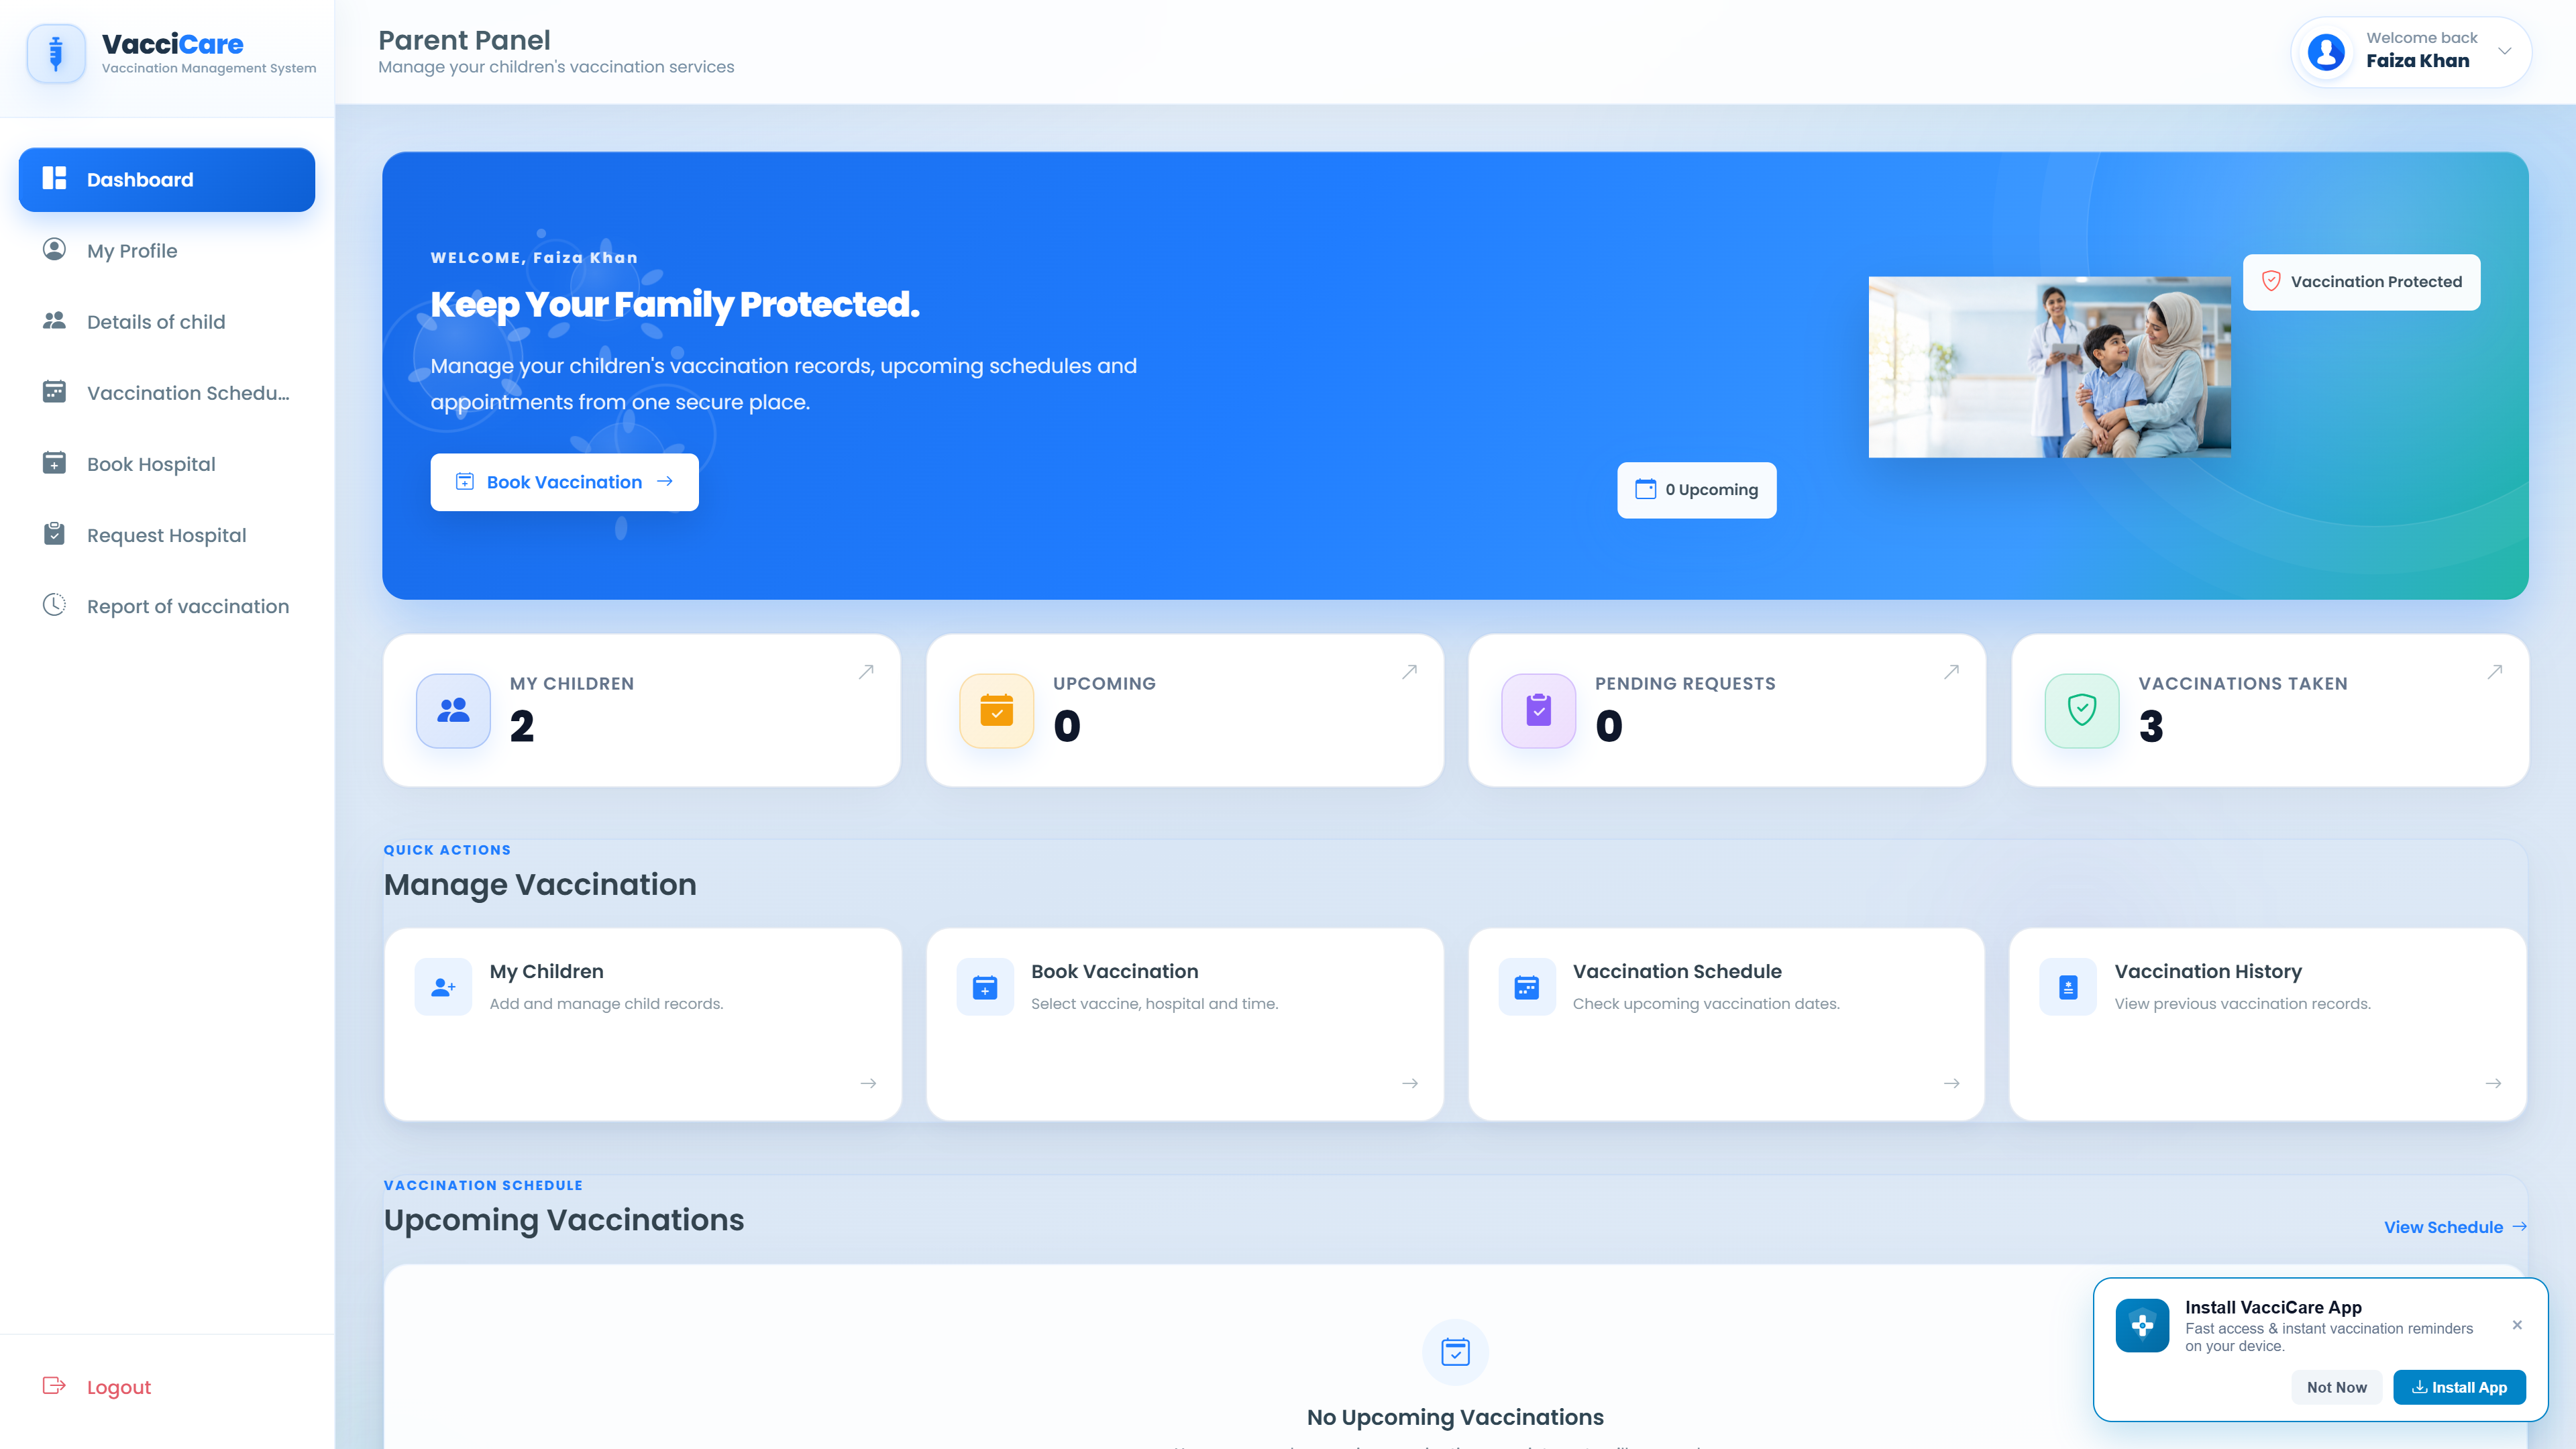 VacciCare
Vaccination Management System
Parent Panel
Manage your children's vaccination services
Welcome back
Faiza Khan
Dashboard
My Profile
Details of child
Vaccination Schedu...
Book Hospital
Request Hospital
Report of vaccination
Logout
WELCOME, Faiza Khan
Keep Your Family Protected.
Manage your children's vaccination records, upcoming schedules and
appointments from one secure place.
Book Vaccination
0 Upcoming
Vaccination Protected
MY CHILDREN
2
UPCOMING
0
PENDING REQUESTS
0
VACCINATIONS TAKEN
3
QUICK ACTIONS
Manage Vaccination
My Children
Add and manage child records.
Book Vaccination
Select vaccine, hospital and time.
Vaccination Schedule
Check upcoming vaccination dates.
Vaccination History
View previous vaccination records.
VACCINATION SCHEDULE
Upcoming Vaccinations
View Schedule
No Upcoming Vaccinations
Install VacciCare App
Fast access & instant vaccination reminders
on your device.
Not Now
Install App